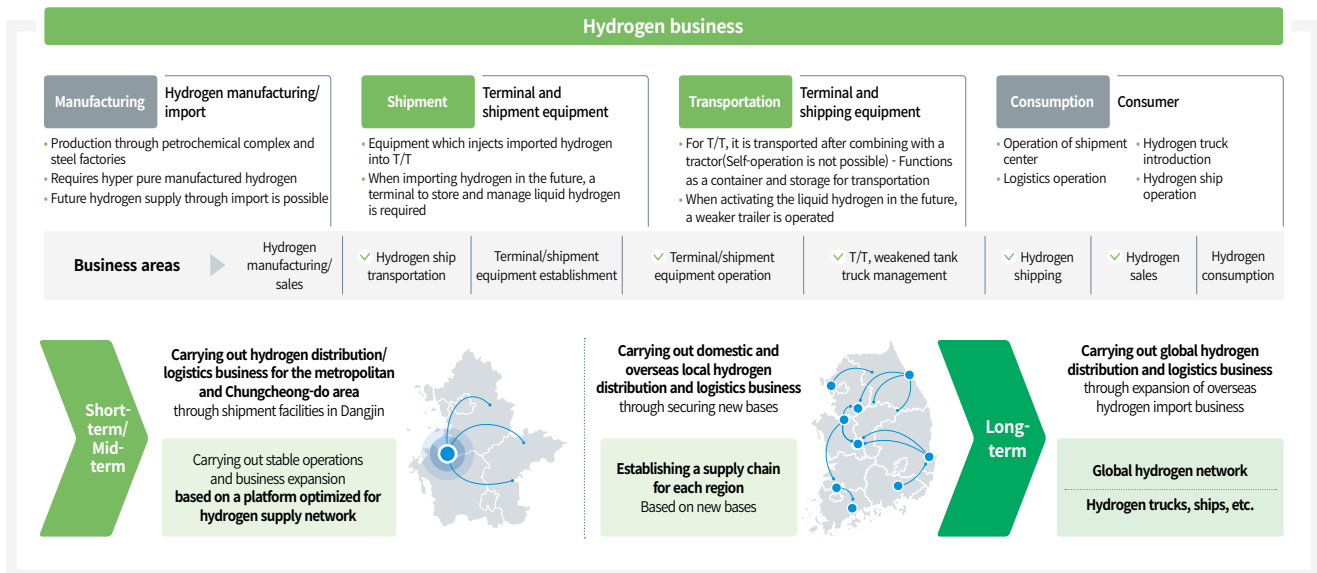 Hydrogen business
Manufacturing
Hydrogen manufacturing/
import
• Production through petrochemical complex and
steel factories
• Requires hyper pure manufactured hydrogen
• Future hydrogen supply through import is possible
Shipment
Terminal and
shipment equipment
• Equipment which injects imported hydrogen
into T/T
• When importing hydrogen in the future, a
terminal to store and manage liquid hydrogen
is required
Transportation
Terminal and
shipping equipment
• For T/T, it is transported after combining with a
tractor(Self-operation is not possible) - Functions
as a container and storage for transportation
• When activating the liquid hydrogen in the future,
a weaker trailer is operated
Consumption
Consumer
• Operation of shipment
center
• Logistics operation
• Hydrogen truck
introduction
• Hydrogen ship
operation
Business areas
Hydrogen
manufacturing/
sales
Hydrogen ship
transportation
Terminal/shipment
equipment establishment
Terminal/shipment
equipment operation
T/T, weakened tank
truck management
Hydrogen
shipping
Hydrogen
sales
Hydrogen
consumption
Short-
term/
Mid-
term
Carrying out hydrogen distribution/
logistics business for the metropolitan
and Chungcheong-do area
through shipment facilities in Dangjin
Carrying out stable operations
and business expansion
based on a platform optimized for
hydrogen supply network
Carrying out domestic and
overseas local hydrogen
distribution and logistics business
through securing new bases
Establishing a supply chain
for each region
Based on new bases
Long-
term
Carrying out global hydrogen
distribution and logistics business
through expansion of overseas
hydrogen import business
Global hydrogen network
Hydrogen trucks, ships, etc.